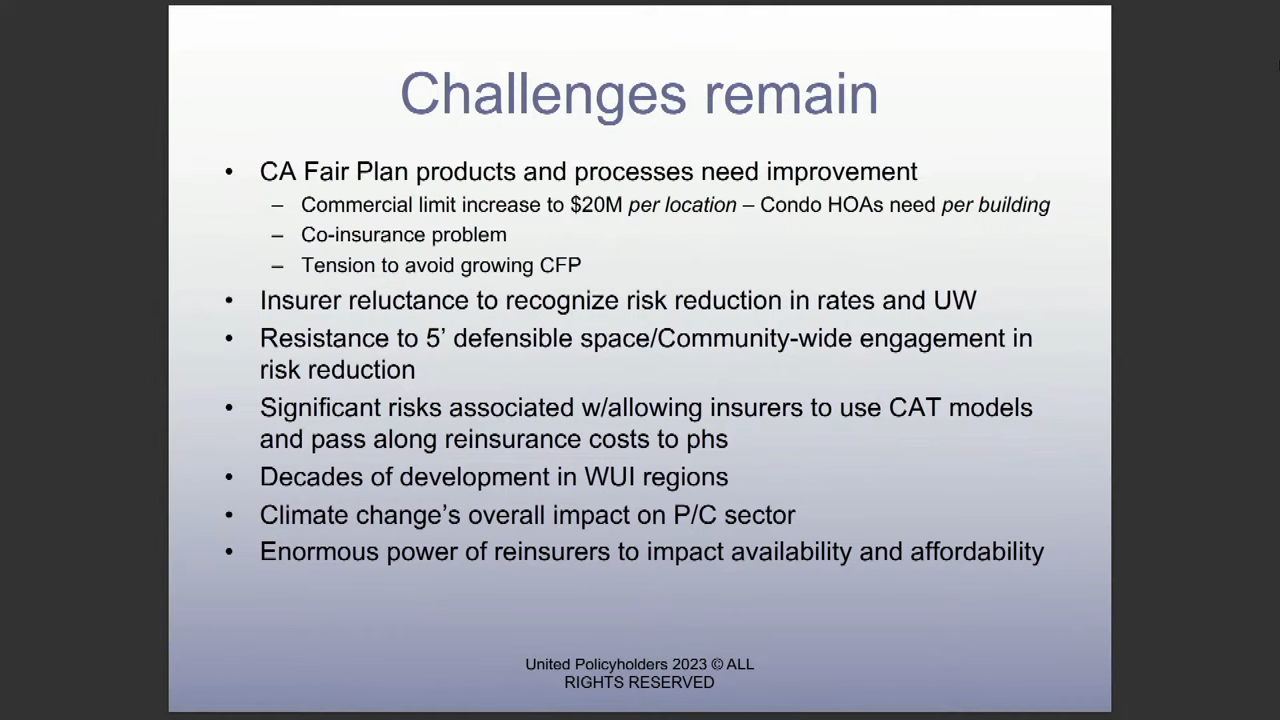 Challenges remain
• CA Fair Plan products and processes need improvement
– Commercial limit increase to $20M per location – Condo HOAs need per building
– Co-insurance problem
– Tension to avoid growing CFP
• Insurer reluctance to recognize risk reduction in rates and UW
• Resistance to 5’ defensible space/Community-wide engagement in
risk reduction
• Significant risks associated w/allowing insurers to use CAT models
and pass along reinsurance costs to phs
• Decades of development in WUI regions
• Climate change’s overall impact on P/C sector
• Enormous power of reinsurers to impact availability and affordability
United Policyholders 2023 © ALL
RIGHTS RESERVED